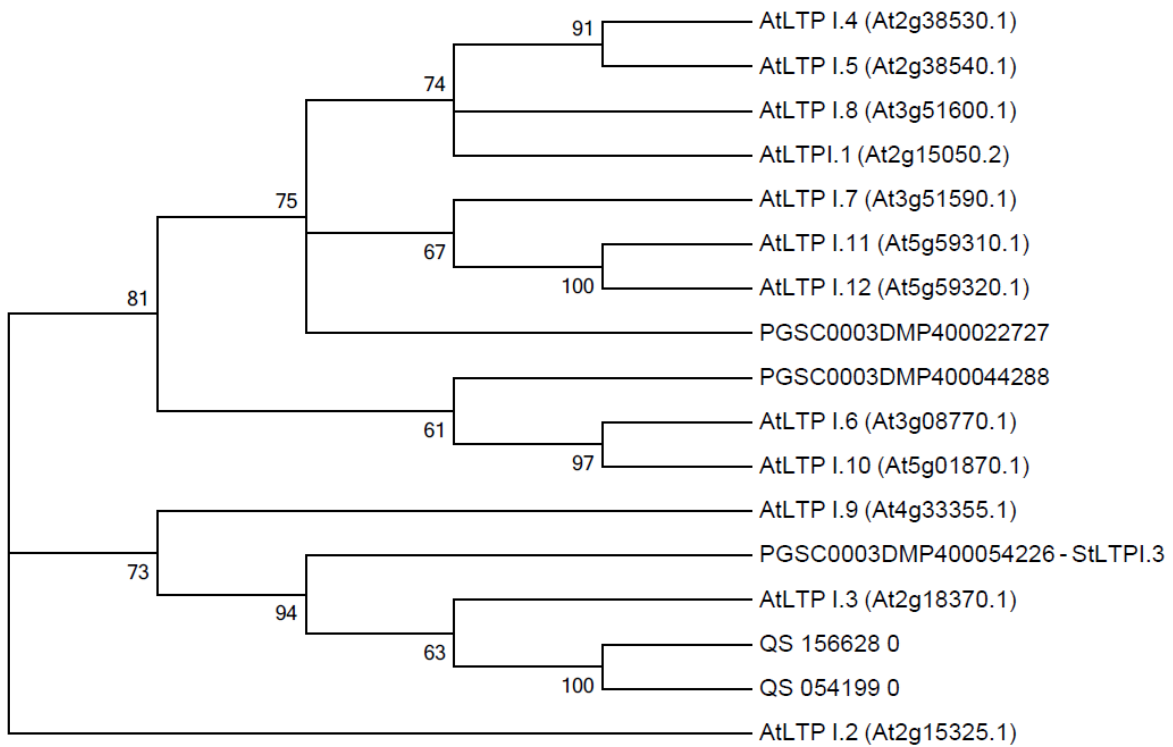 91
AtLTP I.4 (At2g38530.1)
AtLTP I.5 (At2g38540.1)
74
AtLTP I.8 (At3g51600.1)
AtLTPI.1 (At2g15050.2)
75
AtLTP I.7 (At3g51590.1)
67
AtLTP I.11 (At5g59310.1)
100
AtLTP I.12 (At5g59320.1)
81
PGSC0003DMP400022727
PGSC0003DMP400044288
61
AtLTP I.6 (At3g08770.1)
97
AtLTP I.10 (At5g01870.1)
AtLTP I.9 (At4g33355.1)
73
PGSC0003DMP400054226 - StLTPI.3
94
AtLTP I.3 (At2g18370.1)
63
QS 156628 0
100
QS 054199 0
AtLTP I.2 (At2g15325.1)